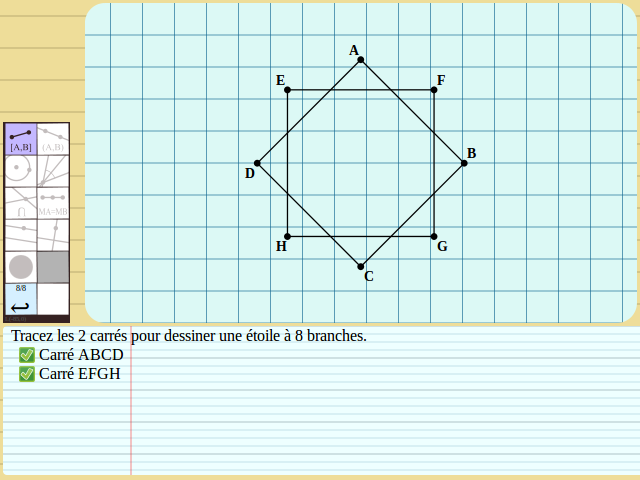 A
E
F
[A,B]
(A,B)
B
D
MA=MB
H
G
C
8/8
Tracez les 2 carrés pour dessiner une étoile à 8 branches.
Carré ABCD
Carré EFGH